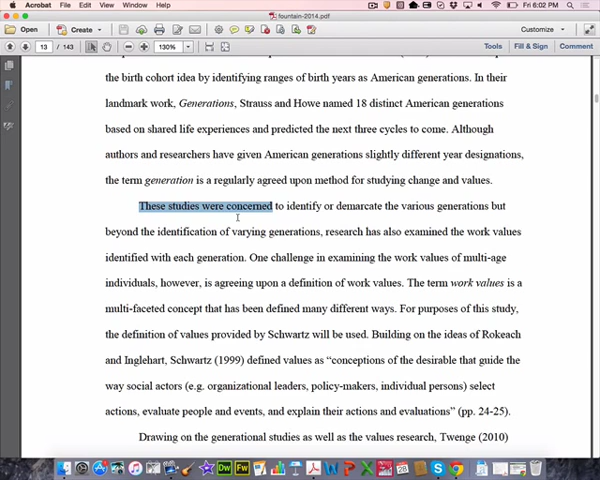 Acrobat File Edit View Window Help
Fri 6:02 PM
fountain-2014.pdf
Open Create Customize
13 / 143 130% Tools Fill & Sign Comment
the birth cohort idea by identifying ranges of birth years as American generations. In their
landmark work, Generations, Strauss and Howe named 18 distinct American generations
based on shared life experiences and predicted the next three cycles to come. Although
authors and researchers have given American generations slightly different year designations,
the term generation is a regularly agreed upon method for studying change and values.
These studies were concerned to identify or demarcate the various generations but
beyond the identification of varying generations, research has also examined the work values
identified with each generation. One challenge in examining the work values of multi-age
individuals, however, is agreeing upon a definition of work values. The term work values is a
multi-faceted concept that has been defined many different ways. For purposes of this study,
the definition of values provided by Schwartz will be used. Building on the ideas of Rokeach
and Inglehart, Schwartz (1999) defined values as “conceptions of the desirable that guide the
way social actors (e.g. organizational leaders, policy-makers, individual persons) select
actions, evaluate people and events, and explain their actions and evaluations” (pp. 24-25).
Drawing on the generational studies as well as the values research, Twenge (2010)
Dw Fw